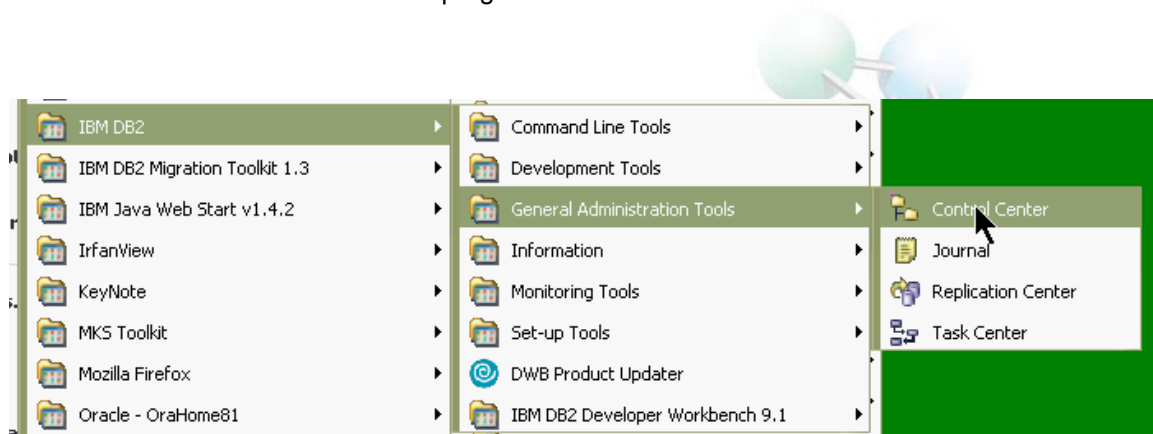 IBM DB2
IBM DB2 Migration Toolkit 1.3
IBM Java Web Start v1.4.2
IrfanView
KeyNote
MKS Toolkit
Mozilla Firefox
Oracle - OraHome81
Command Line Tools
Development Tools
General Administration Tools
Information
Monitoring Tools
Set-up Tools
DWB Product Updater
IBM DB2 Developer Workbench 9.1
Control Center
Journal
Replication Center
Task Center